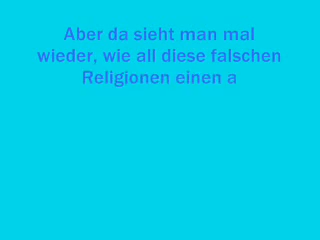 Aber da sieht man mal
wieder, wie all diese falschen
Religionen einen a